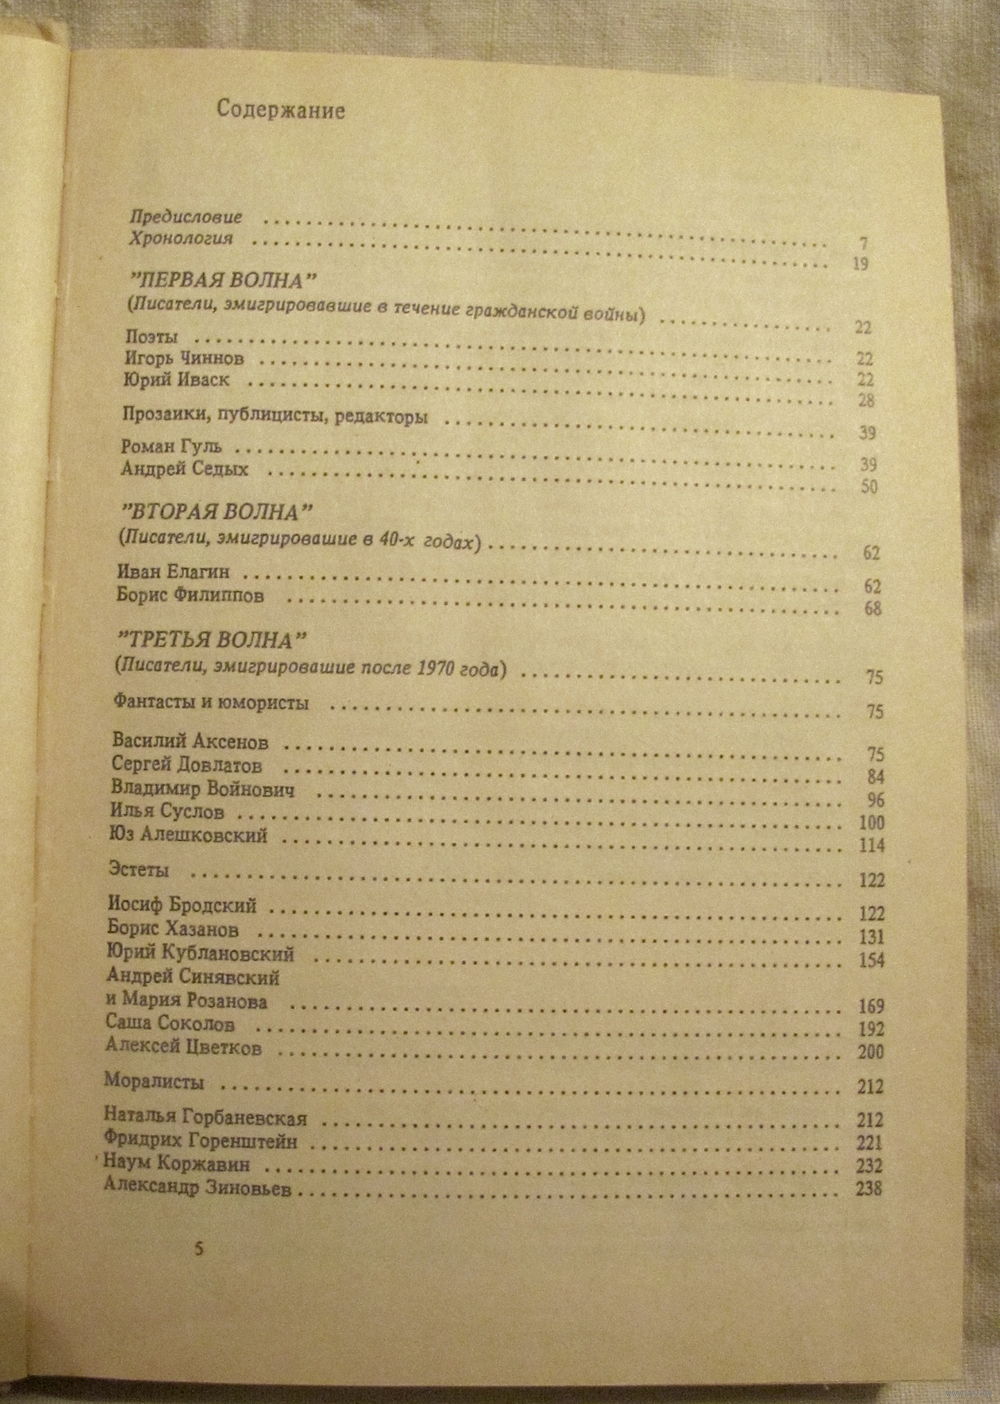 Содержание
Предисловие ........ 7
Хронология ........ 19
"ПЕРВАЯ ВОЛНА"
(Писатели, эмигрировавшие в течение гражданской войны) ........ 22
Поэты ........ 22
Игорь Чиннов ........ 22
Юрий Иваск ........ 28
Прозаики, публицисты, редакторы ........ 39
Роман Гуль ........ 39
Андрей Седых ........ 50
"ВТОРАЯ ВОЛНА"
(Писатели, эмигрировашие в 40-х годах) ........ 62
Иван Елагин ........ 62
Борис Филиппов ........ 68
"ТРЕТЬЯ ВОЛНА"
(Писатели, эмигрировашие после 1970 года) ........ 75
Фантасты и юмористы ........ 75
Василий Аксенов ........ 75
Сергей Довлатов ........ 84
Владимир Войнович ........ 96
Илья Суслов ........ 100
Юз Алешковский ........ 114
Эстеты ........ 122
Иосиф Бродский ........ 122
Борис Хазанов ........ 131
Юрий Кублановский ........ 154
Андрей Синявский
и Мария Розанова ........ 169
Саша Соколов ........ 192
Алексей Цветков ........ 200
Моралисты ........ 212
Наталья Горбаневская ........ 212
Фридрих Горенштейн ........ 221
Наум Коржавин ........ 232
Александр Зиновьев ........ 238
5